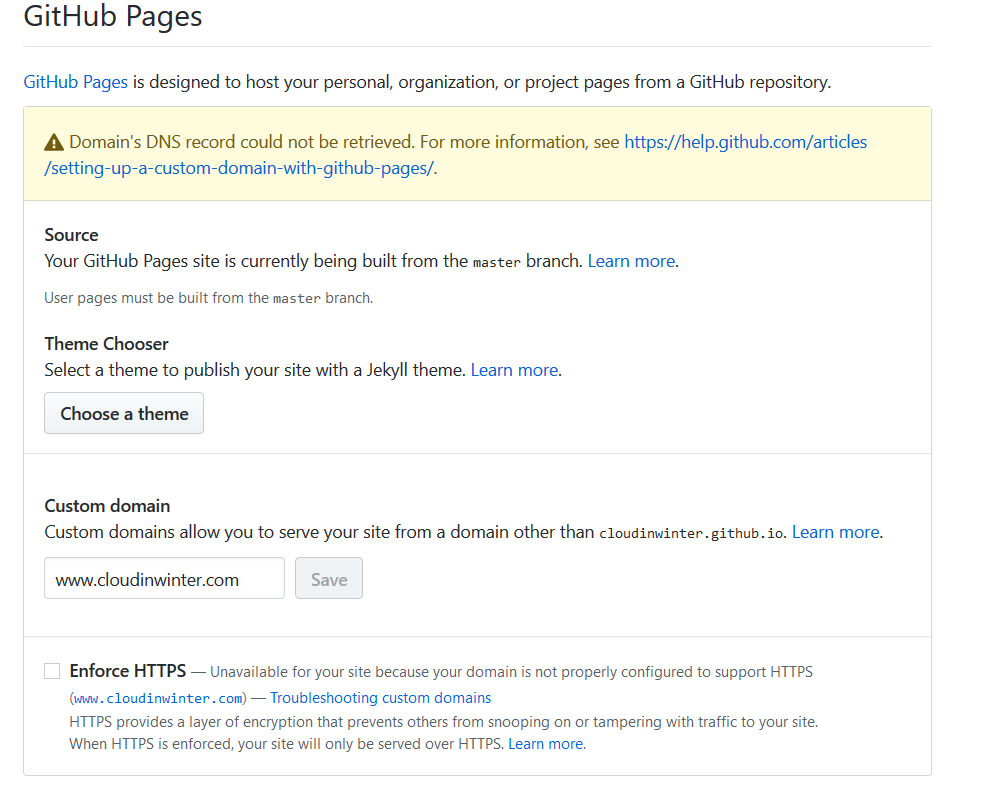 GitHub Pages
GitHub Pages is designed to host your personal, organization, or project pages from a GitHub repository.
Domain's DNS record could not be retrieved. For more information, see https://help.github.com/articles
/setting-up-a-custom-domain-with-github-pages/.
Source
Your GitHub Pages site is currently being built from the master branch. Learn more.
User pages must be built from the master branch.
Theme Chooser
Select a theme to publish your site with a Jekyll theme. Learn more.
Choose a theme
Custom domain
Custom domains allow you to serve your site from a domain other than cloudinwinter.github.io. Learn more.
www.cloudinwinter.com Save
Enforce HTTPS — Unavailable for your site because your domain is not properly configured to support HTTPS
(www.cloudinwinter.com) — Troubleshooting custom domains
HTTPS provides a layer of encryption that prevents others from snooping on or tampering with traffic to your site.
When HTTPS is enforced, your site will only be served over HTTPS. Learn more.